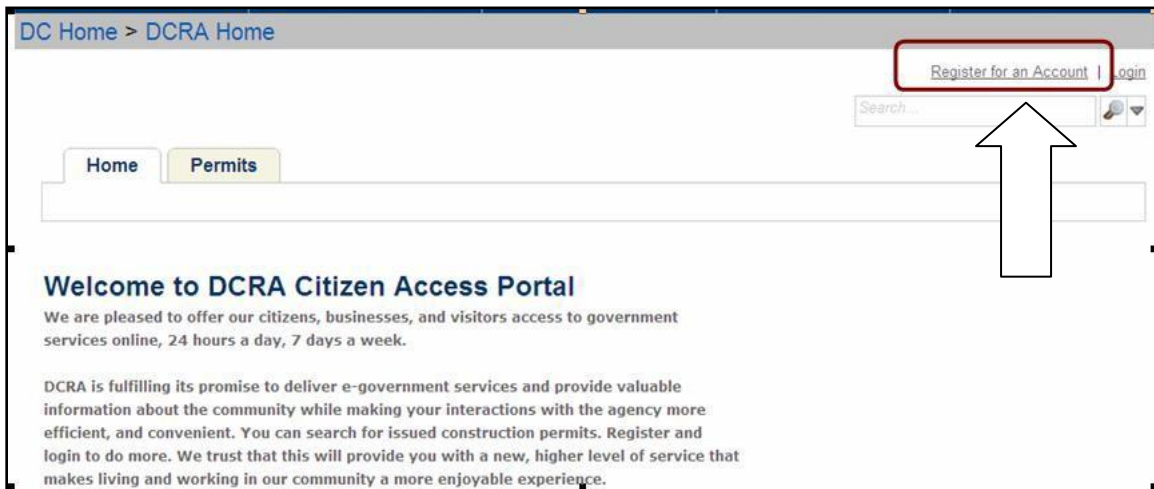 DC Home > DCRA Home
Register for an Account | Login
Search...
Home Permits
Welcome to DCRA Citizen Access Portal
We are pleased to offer our citizens, businesses, and visitors access to government
services online, 24 hours a day, 7 days a week.
DCRA is fulfilling its promise to deliver e-government services and provide valuable
information about the community while making your interactions with the agency more
efficient, and convenient. You can search for issued construction permits. Register and
login to do more. We trust that this will provide you with a new, higher level of service that
makes living and working in our community a more enjoyable experience.